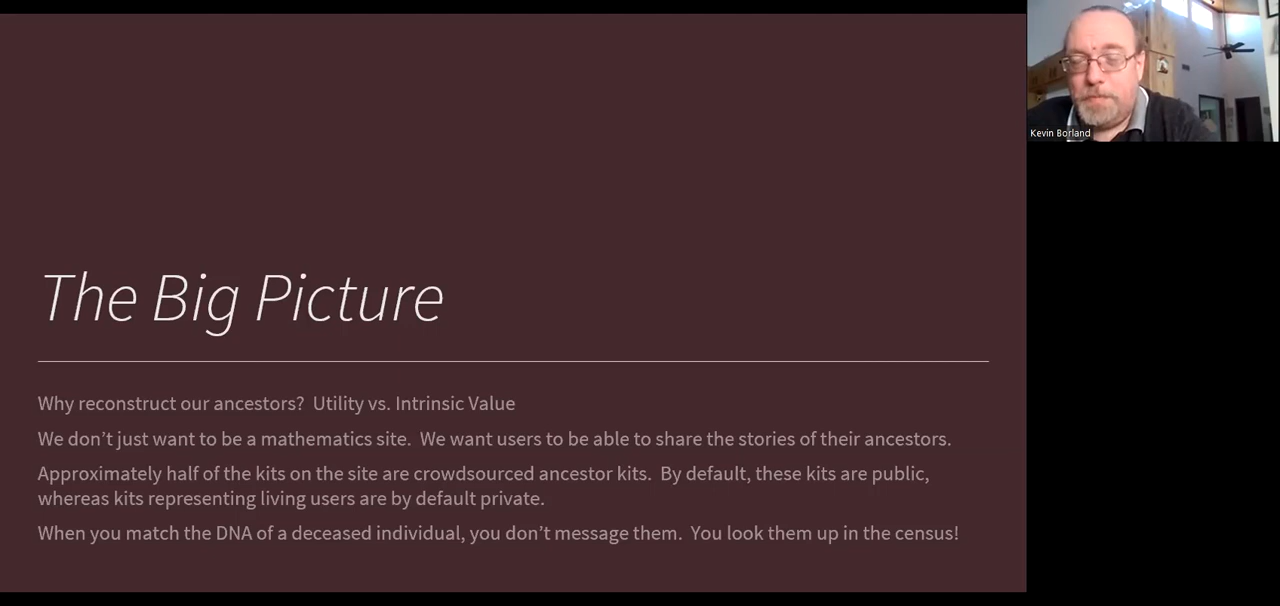 Kevin Borland
The Big Picture
Why reconstruct our ancestors?  Utility vs. Intrinsic Value
We don’t just want to be a mathematics site.  We want users to be able to share the stories of their ancestors.
Approximately half of the kits on the site are crowdsourced ancestor kits.  By default, these kits are public,
whereas kits representing living users are by default private.
When you match the DNA of a deceased individual, you don’t message them.  You look them up in the census!